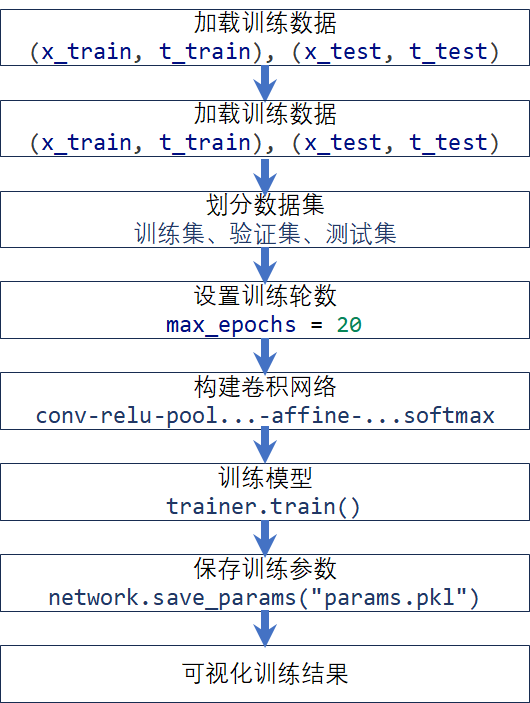 加载训练数据
(x_train, t_train), (x_test, t_test)
加载训练数据
(x_train, t_train), (x_test, t_test)
划分数据集
训练集、验证集、测试集
设置训练轮数
max_epochs = 20
构建卷积网络
conv-relu-pool...-affine-...softmax
训练模型
trainer.train()
保存训练参数
network.save_params("params.pkl")
可视化训练结果